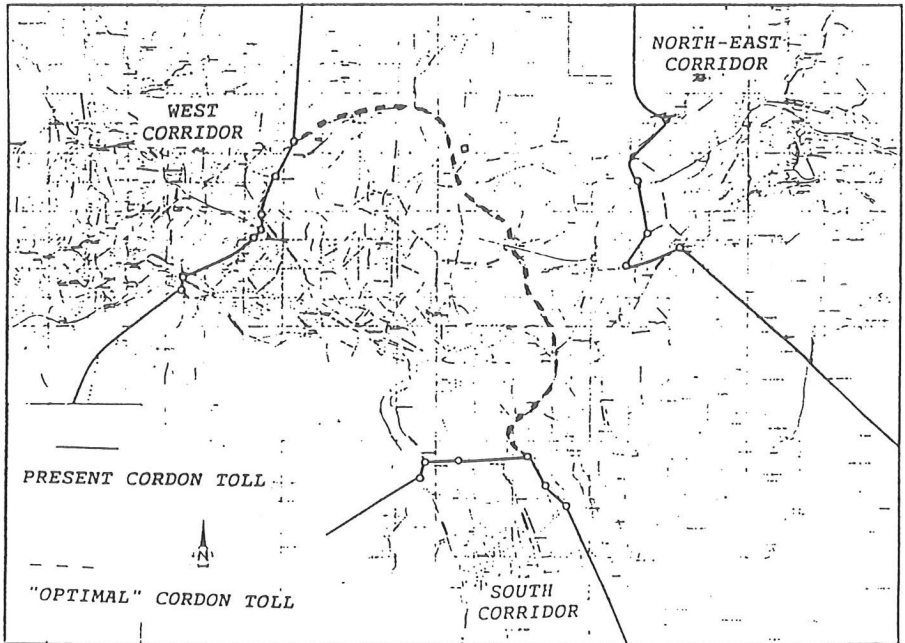 NORTH-EAST
CORRIDOR
WEST
CORRIDOR
PRESENT CORDON TOLL
N
"OPTIMAL" CORDON TOLL
SOUTH
CORRIDOR